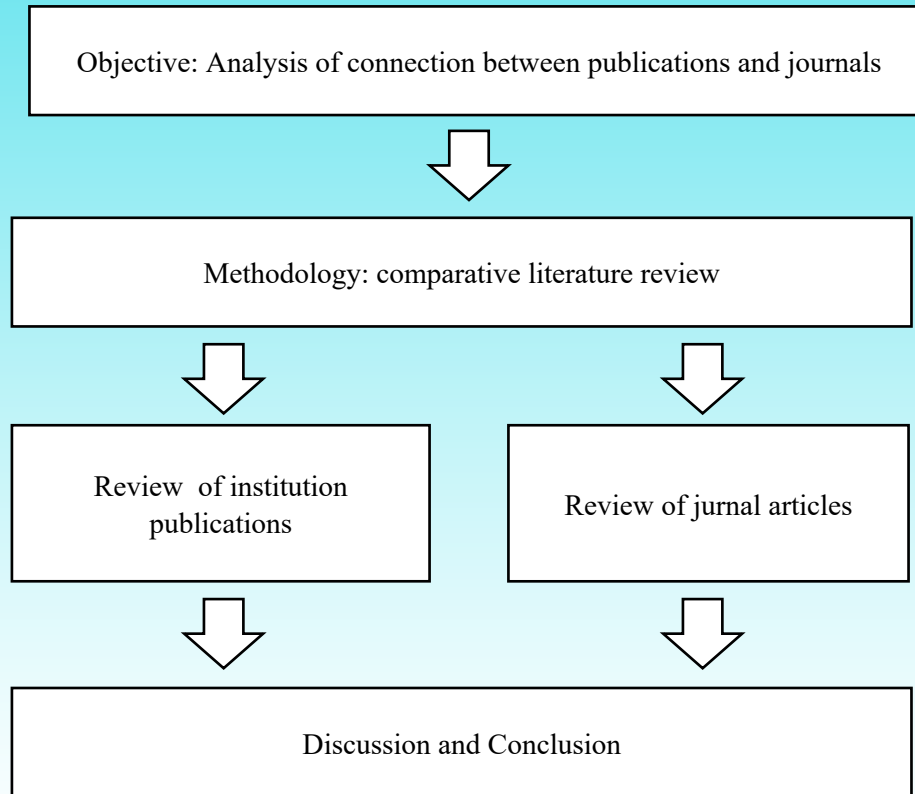 Objective: Analysis of connection between publications and journals
Methodology: comparative literature review
Review  of institution
publications
Review of jurnal articles
Discussion and Conclusion